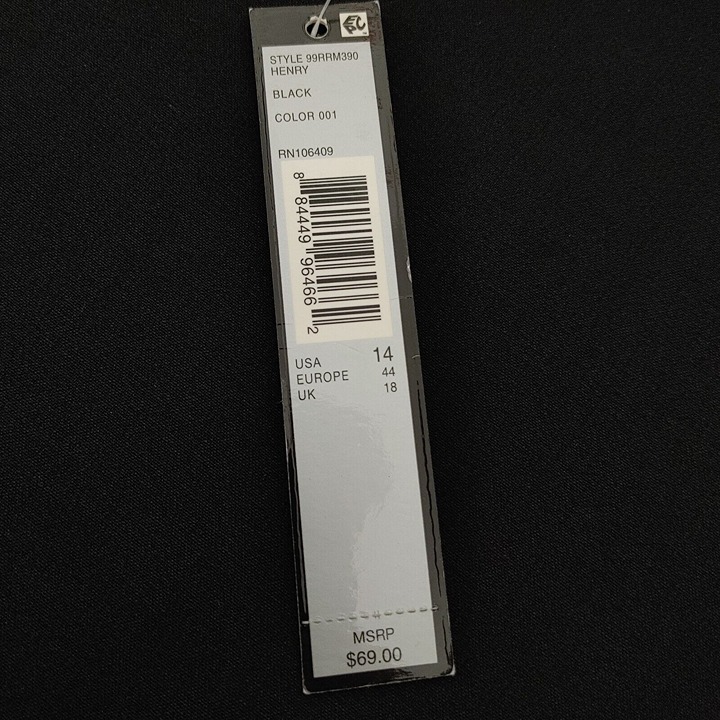 STYLE 99RRM390
HENRY
BLACK
COLOR 001
RN106409
8 84449 96466 2
USA 14
EUROPE 44
UK 18
MSRP
$69.00